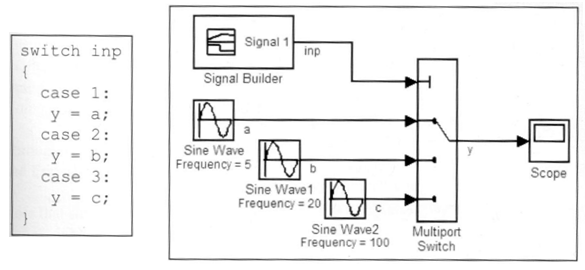 switch inp
{
case 1:
y = a;
case 2:
y = b;
case 3:
y = c;
}
Signal 1
inp
Signal Builder
a
Sine Wave
Frequency = 5
b
Sine Wave1
Frequency = 20
c
Sine Wave2
Frequency = 100
Multiport
Switch
y
Scope